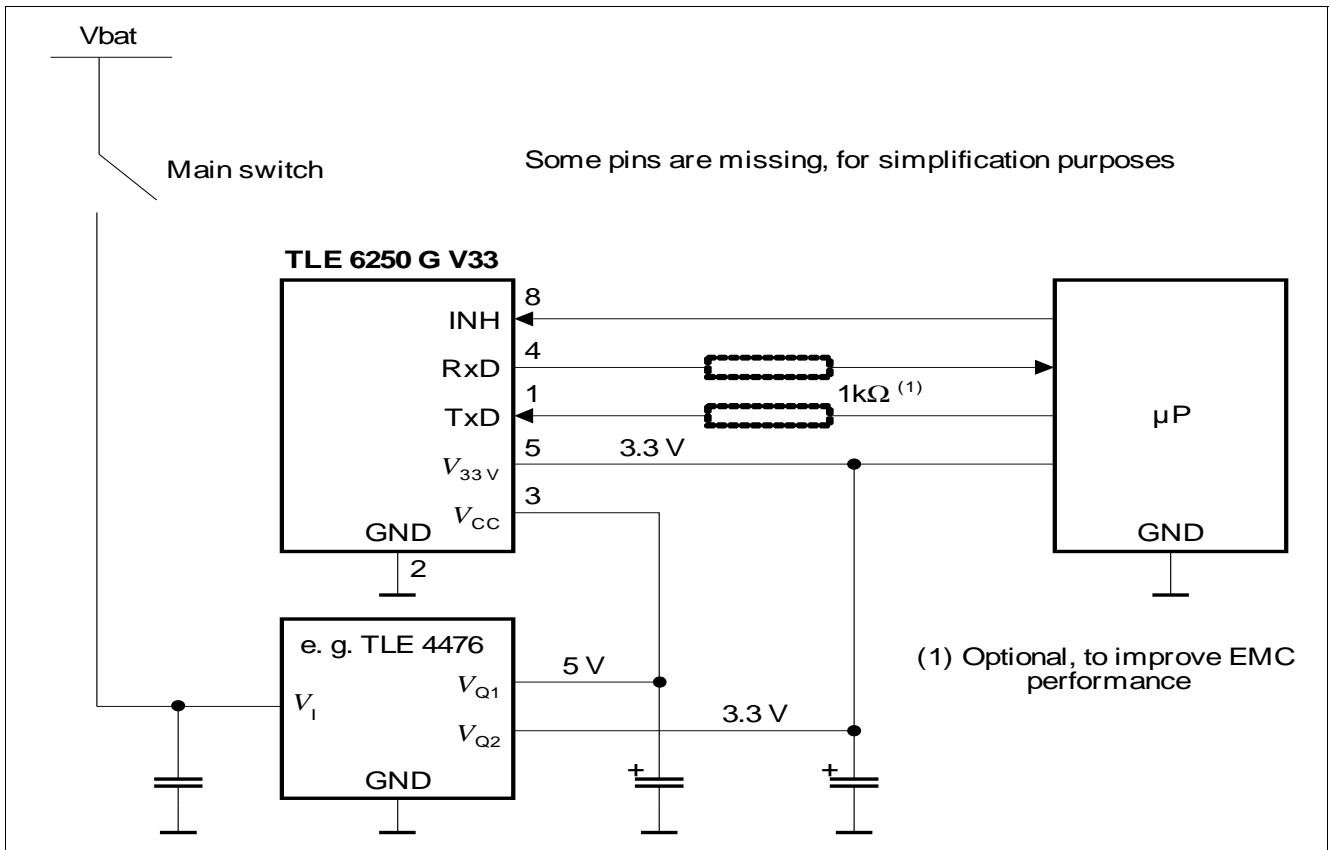 Vbat
Main switch
Some pins are missing, for simplification purposes
TLE 6250 G V33
INH
8
RxD
4
1kΩ (1)
TxD
1
V33 V
5
3.3 V
VCC
3
GND
2
µP
GND
e. g. TLE 4476
VI
VQ1
5 V
VQ2
3.3 V
GND
+
+
(1) Optional, to improve EMC
performance